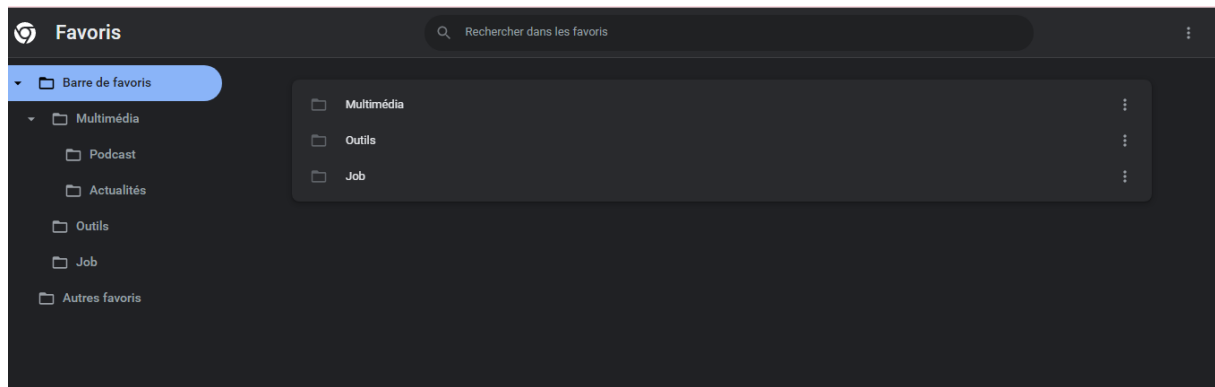 Favoris
Rechercher dans les favoris
Barre de favoris
Multimédia
Podcast
Actualités
Outils
Job
Autres favoris
Multimédia
Outils
Job